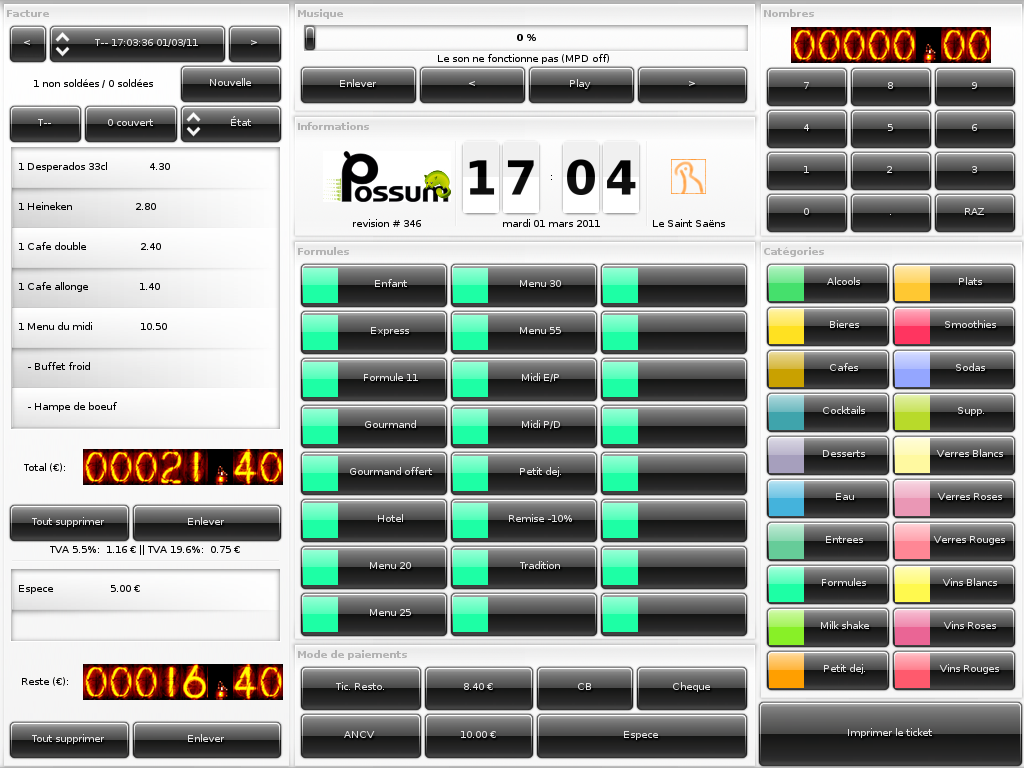 Facture
<
T-- 17:03:36 01/03/11
>
1 non soldées / 0 soldées
Nouvelle
T--
0 couvert
État
1 Desperados 33cl 4.30
1 Heineken 2.80
1 Cafe double 2.40
1 Cafe allonge 1.40
1 Menu du midi 10.50
- Buffet froid
- Hampe de boeuf
Total (€): 00021.40
Tout supprimer
Enlever
TVA 5.5%: 1.16 € || TVA 19.6%: 0.75 €
Espece 5.00 €
Reste (€): 00016.40
Tout supprimer
Enlever
Musique
0 %
Le son ne fonctionne pas (MPD off)
Enlever
<
Play
>
Informations
Possum
revision # 346
17 : 04
mardi 01 mars 2011
Le Saint Saëns
Formules
Enfant
Menu 30
Express
Menu 55
Formule 11
Midi E/P
Gourmand
Midi P/D
Gourmand offert
Petit dej.
Hotel
Remise -10%
Menu 20
Tradition
Menu 25
Mode de paiements
Tic. Resto.
8.40 €
CB
Cheque
ANCV
10.00 €
Espece
Nombres
00000.00
7
8
9
4
5
6
1
2
3
0
.
RAZ
Catégories
Alcools
Plats
Bieres
Smoothies
Cafes
Sodas
Cocktails
Supp.
Desserts
Verres Blancs
Eau
Verres Roses
Entrees
Verres Rouges
Formules
Vins Blancs
Milk shake
Vins Roses
Petit dej.
Vins Rouges
Imprimer le ticket